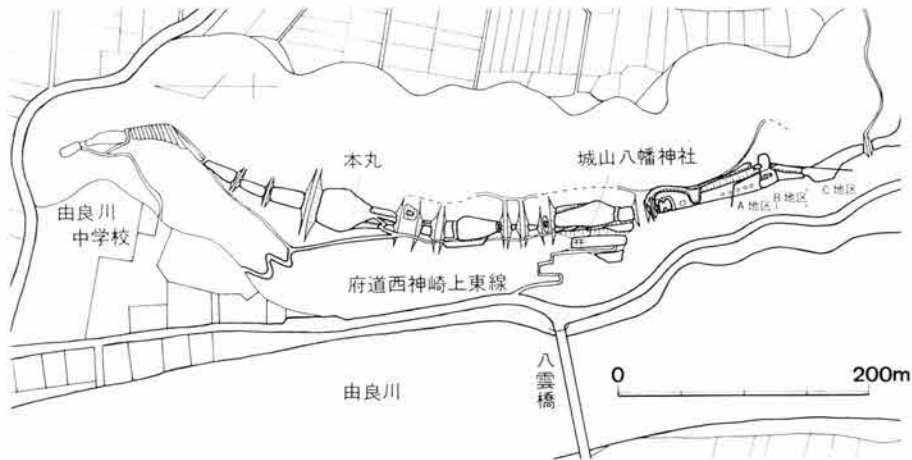 本丸
城山八幡神社
A地区
B地区
C地区
由良川
中学校
府道西神崎上東線
八雲橋
由良川
0
200m